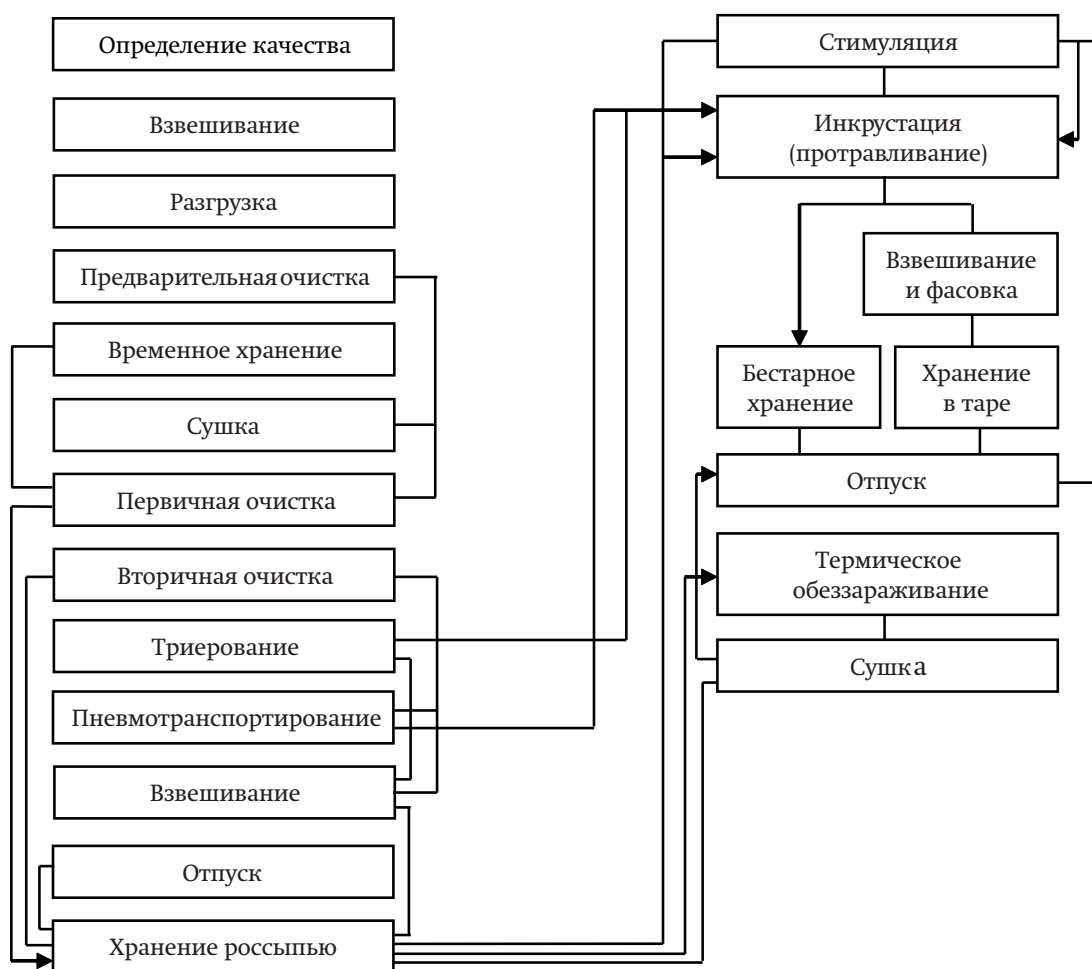 Определение качества
Взвешивание
Разгрузка
Предварительная очистка
Временное хранение
Сушка
Первичная очистка
Вторичная очистка
Триерование
Пневмотранспортирование
Взвешивание
Отпуск
Хранение россыпью
Стимуляция
Инкрустация
(протравливание)
Взвешивание
и фасовка
Бестарное
хранение
Хранение
в таре
Отпуск
Термическое
обеззараживание
Сушка